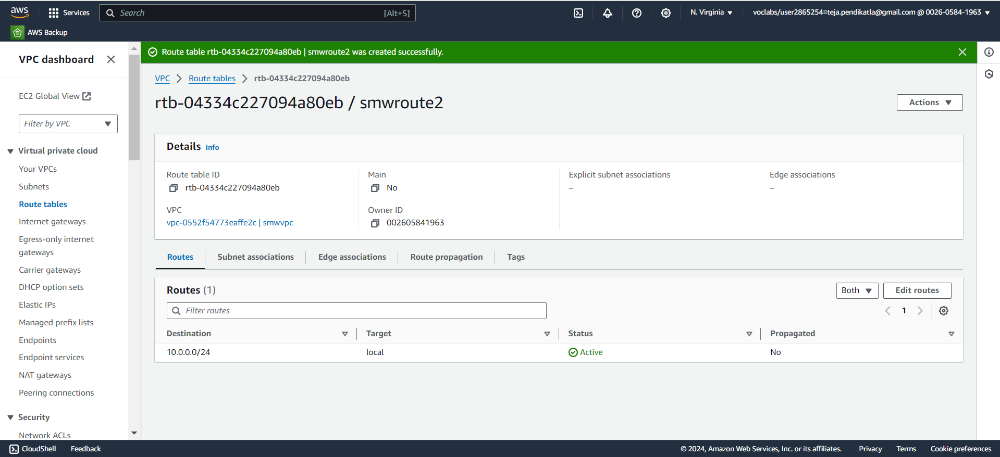 aws
Services
Search
[Alt+S]
N. Virginia
voclabs/user2865254=teja.pendikatla@gmail.com @ 0026-0584-1963
AWS Backup
VPC dashboard
EC2 Global View
Filter by VPC
Virtual private cloud
Your VPCs
Subnets
Route tables
Internet gateways
Egress-only internet
gateways
Carrier gateways
DHCP option sets
Elastic IPs
Managed prefix lists
Endpoints
Endpoint services
NAT gateways
Peering connections
Security
Network ACLs
Route table rtb-04334c227094a80eb | smwroute2 was created successfully.
VPC
Route tables
rtb-04334c227094a80eb
rtb-04334c227094a80eb / smwroute2
Actions
Details Info
Route table ID
rtb-04334c227094a80eb
Main
No
Explicit subnet associations
–
Edge associations
–
VPC
vpc-0552f54773eaffe2c | smwvpc
Owner ID
002605841963
Routes
Subnet associations
Edge associations
Route propagation
Tags
Routes (1)
Both
Edit routes
Filter routes
1
Destination
Target
Status
Propagated
10.0.0.0/24
local
Active
No
CloudShell
Feedback
© 2024, Amazon Web Services, Inc. or its affiliates.
Privacy
Terms
Cookie preferences